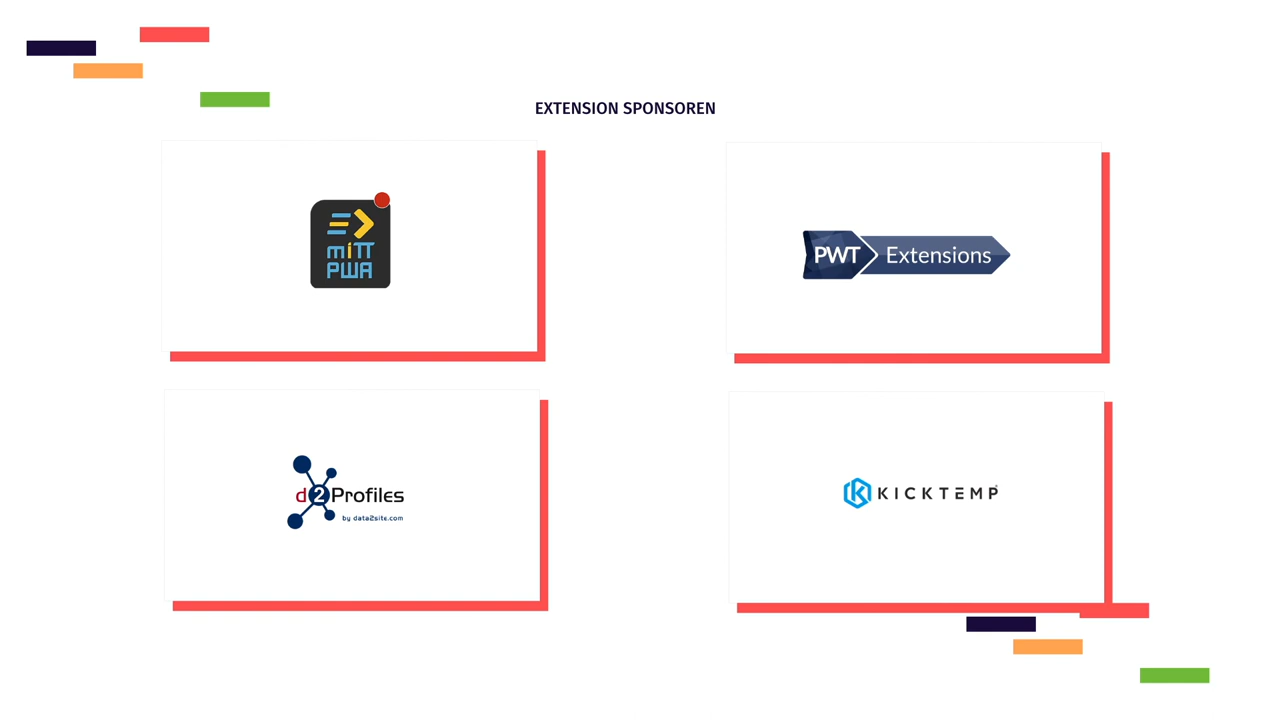 EXTENSION SPONSOREN
miTT
PWA
PWT Extensions
d2Profiles
by data2site.com
KICKTEMP